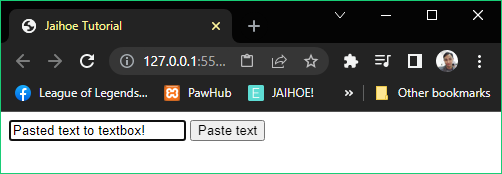 Jaihoe Tutorial
127.0.0.1:55...
League of Legends... PawHub E JAIHOE! » Other bookmarks
Pasted text to textbox! Paste text